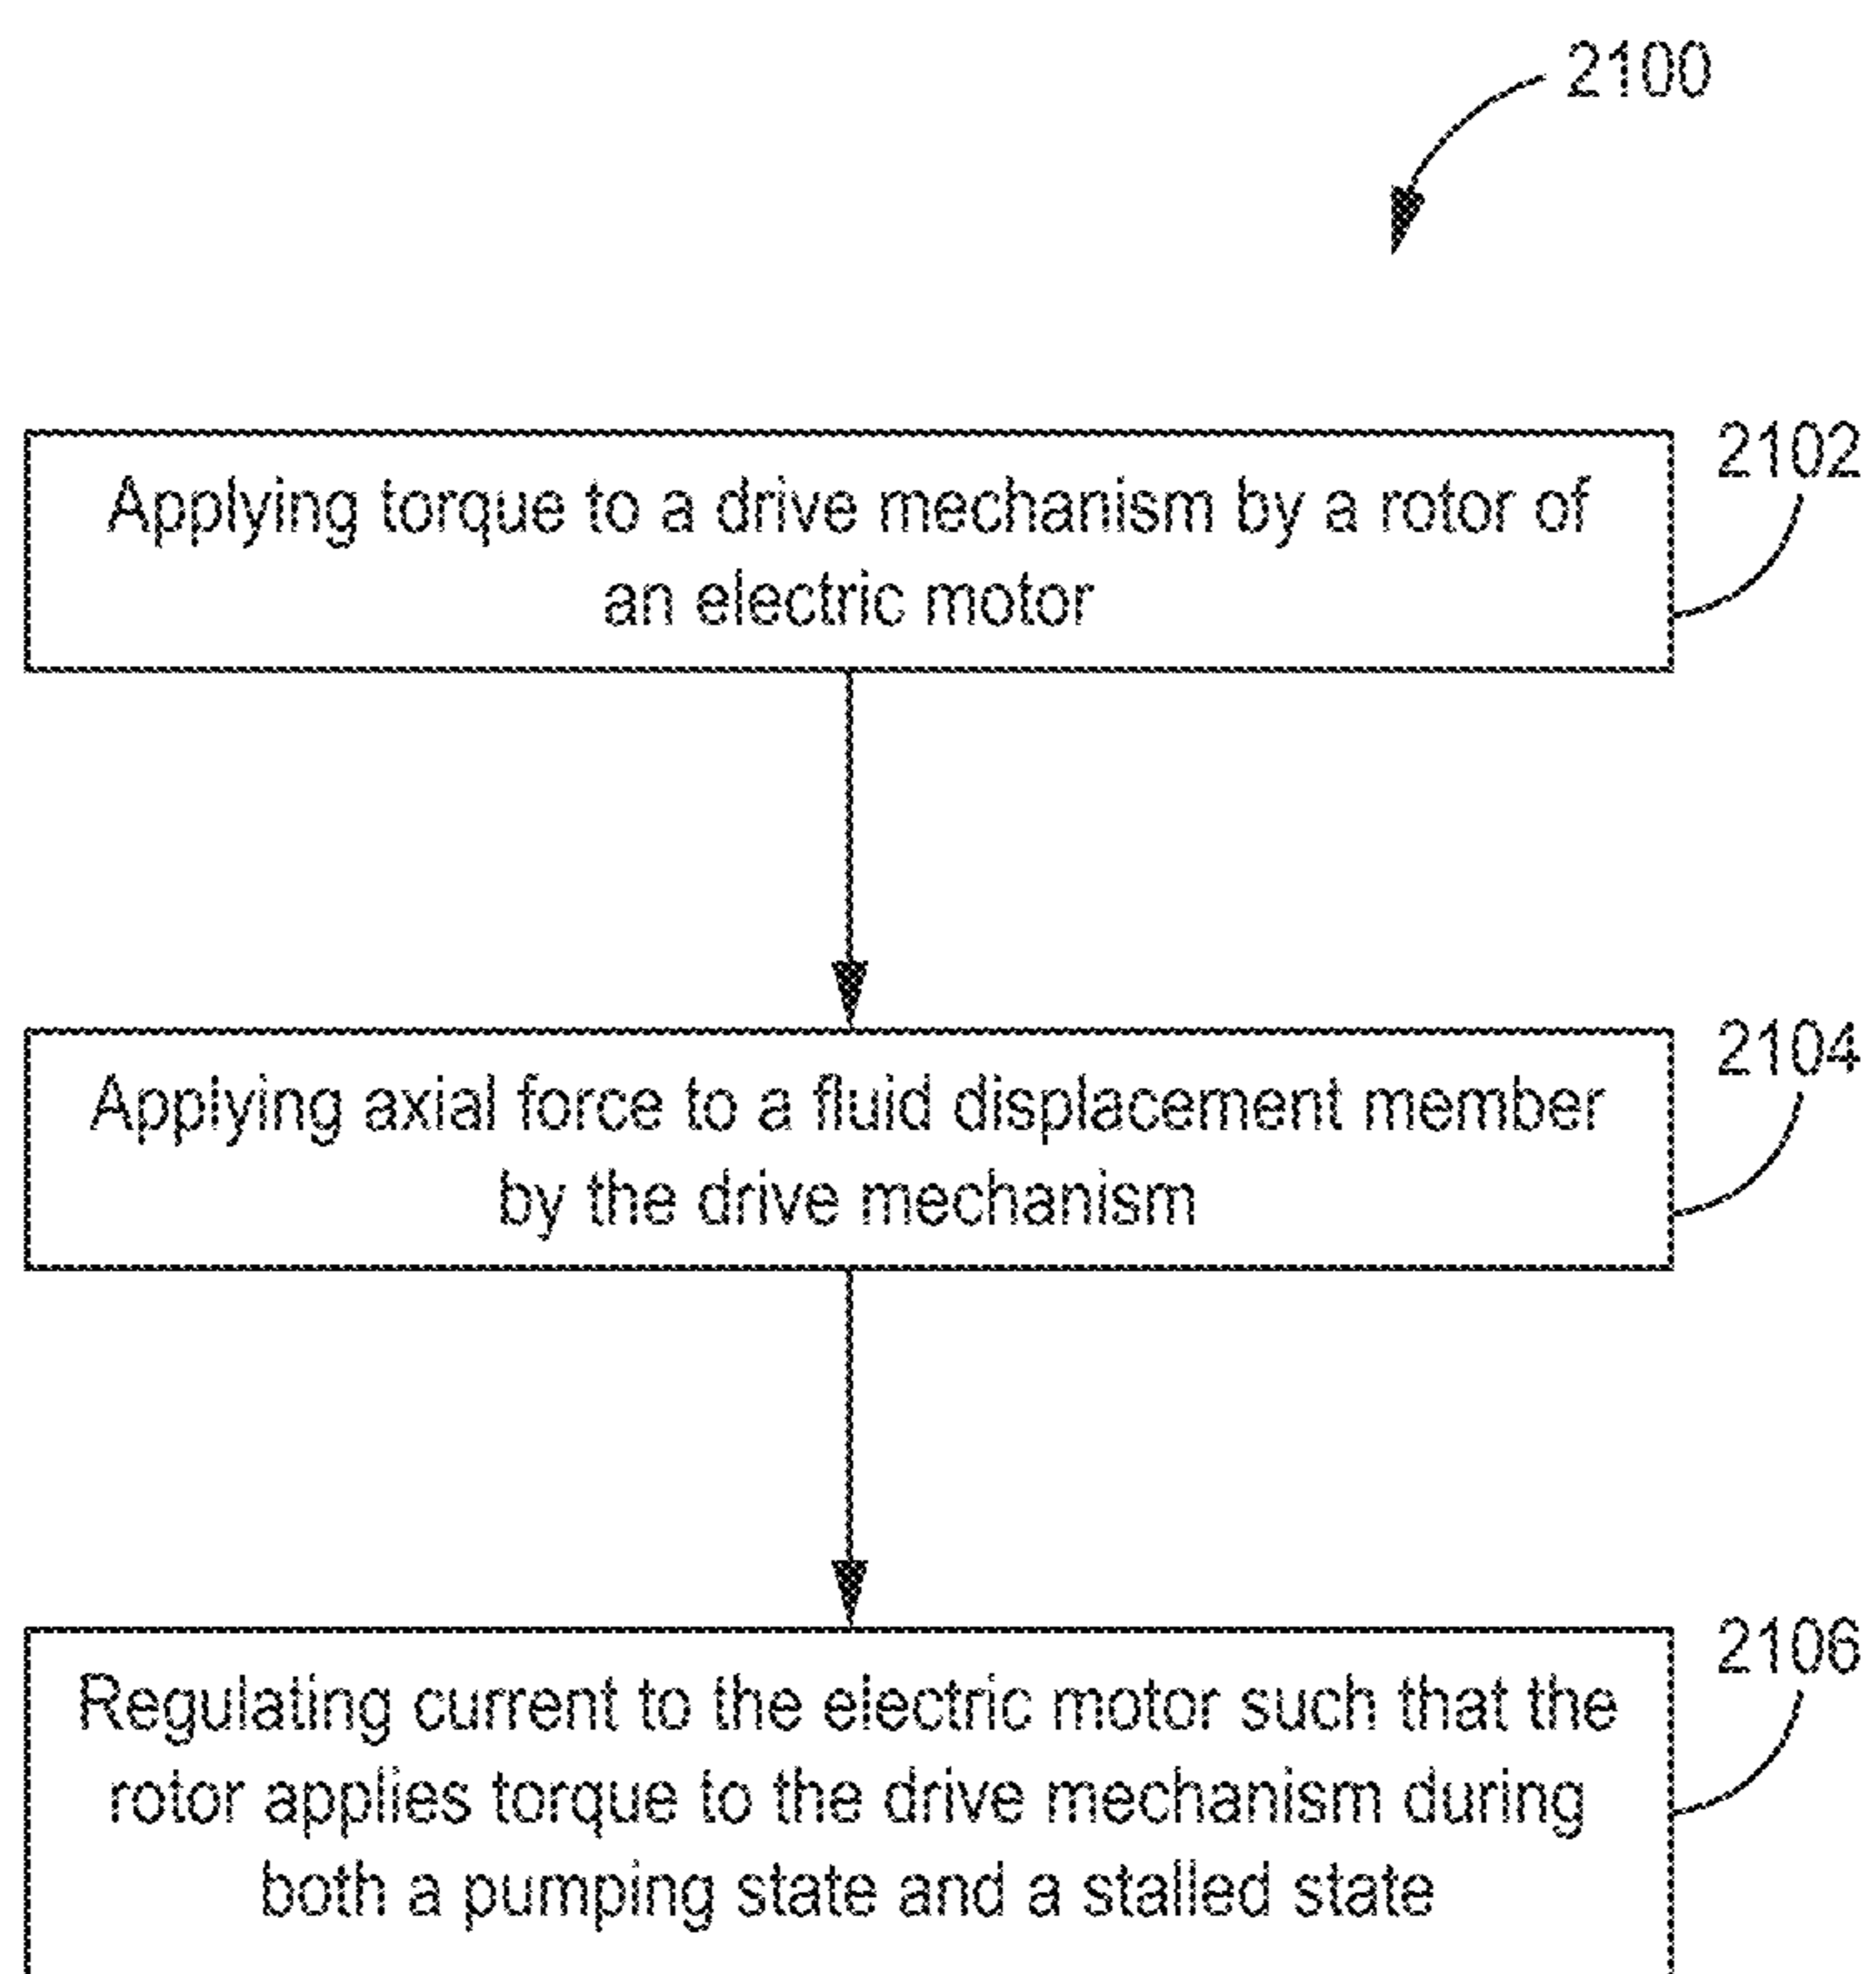 2100
2102
Applying torque to a drive mechanism by a rotor of
an electric motor
2104
Applying axial force to a fluid displacement member
by the drive mechanism
2106
Regulating current to the electric motor such that the
rotor applies torque to the drive mechanism during
both a pumping state and a stalled state